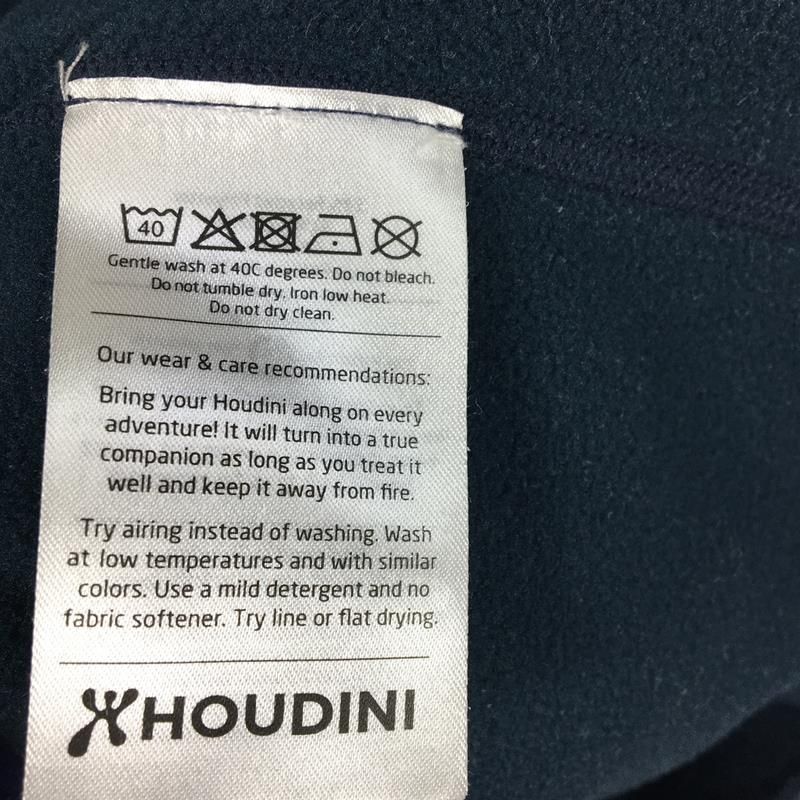 40
Gentle wash at 40C degrees. Do not bleach.
Do not tumble dry. Iron low heat.
Do not dry clean.
Our wear & care recommendations:
Bring your Houdini along on every
adventure! It will turn into a true
companion as long as you treat it
well and keep it away from fire.
Try airing instead of washing. Wash
at low temperatures and with similar
colors. Use a mild detergent and no
fabric softener. Try line or flat drying.
HOUDINI